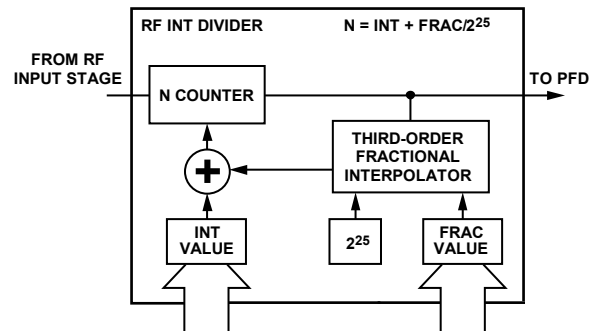 RF INT DIVIDER
N = INT + FRAC/2²⁵
FROM RF
INPUT STAGE
TO PFD
N COUNTER
THIRD-ORDER
FRACTIONAL
INTERPOLATOR
+
INT
VALUE
2²⁵
FRAC
VALUE